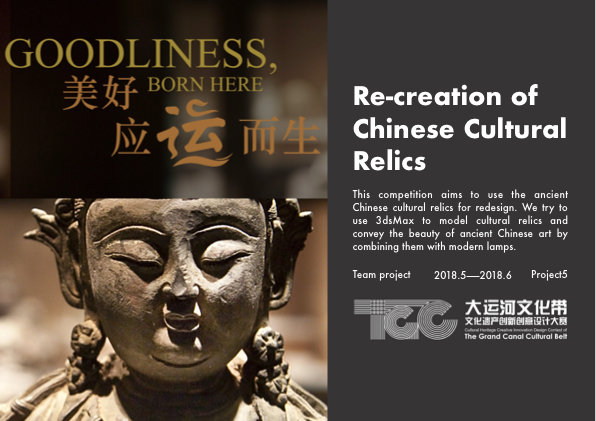 GOODLINESS,
美好 BORN HERE
应运而生
Re-creation of
Chinese Cultural
Relics
This competition aims to use the ancient
Chinese cultural relics for redesign. We try to
use 3dsMax to model cultural relics and
convey the beauty of ancient Chinese art by
combining them with modern lamps.
Team project 2018.5—2018.6 Project5
TGC 大运河文化带
文化遗产创新创意设计大赛
Cultural Heritage Creative Innovation Design Contest of
The Grand Canal Cultural Belt